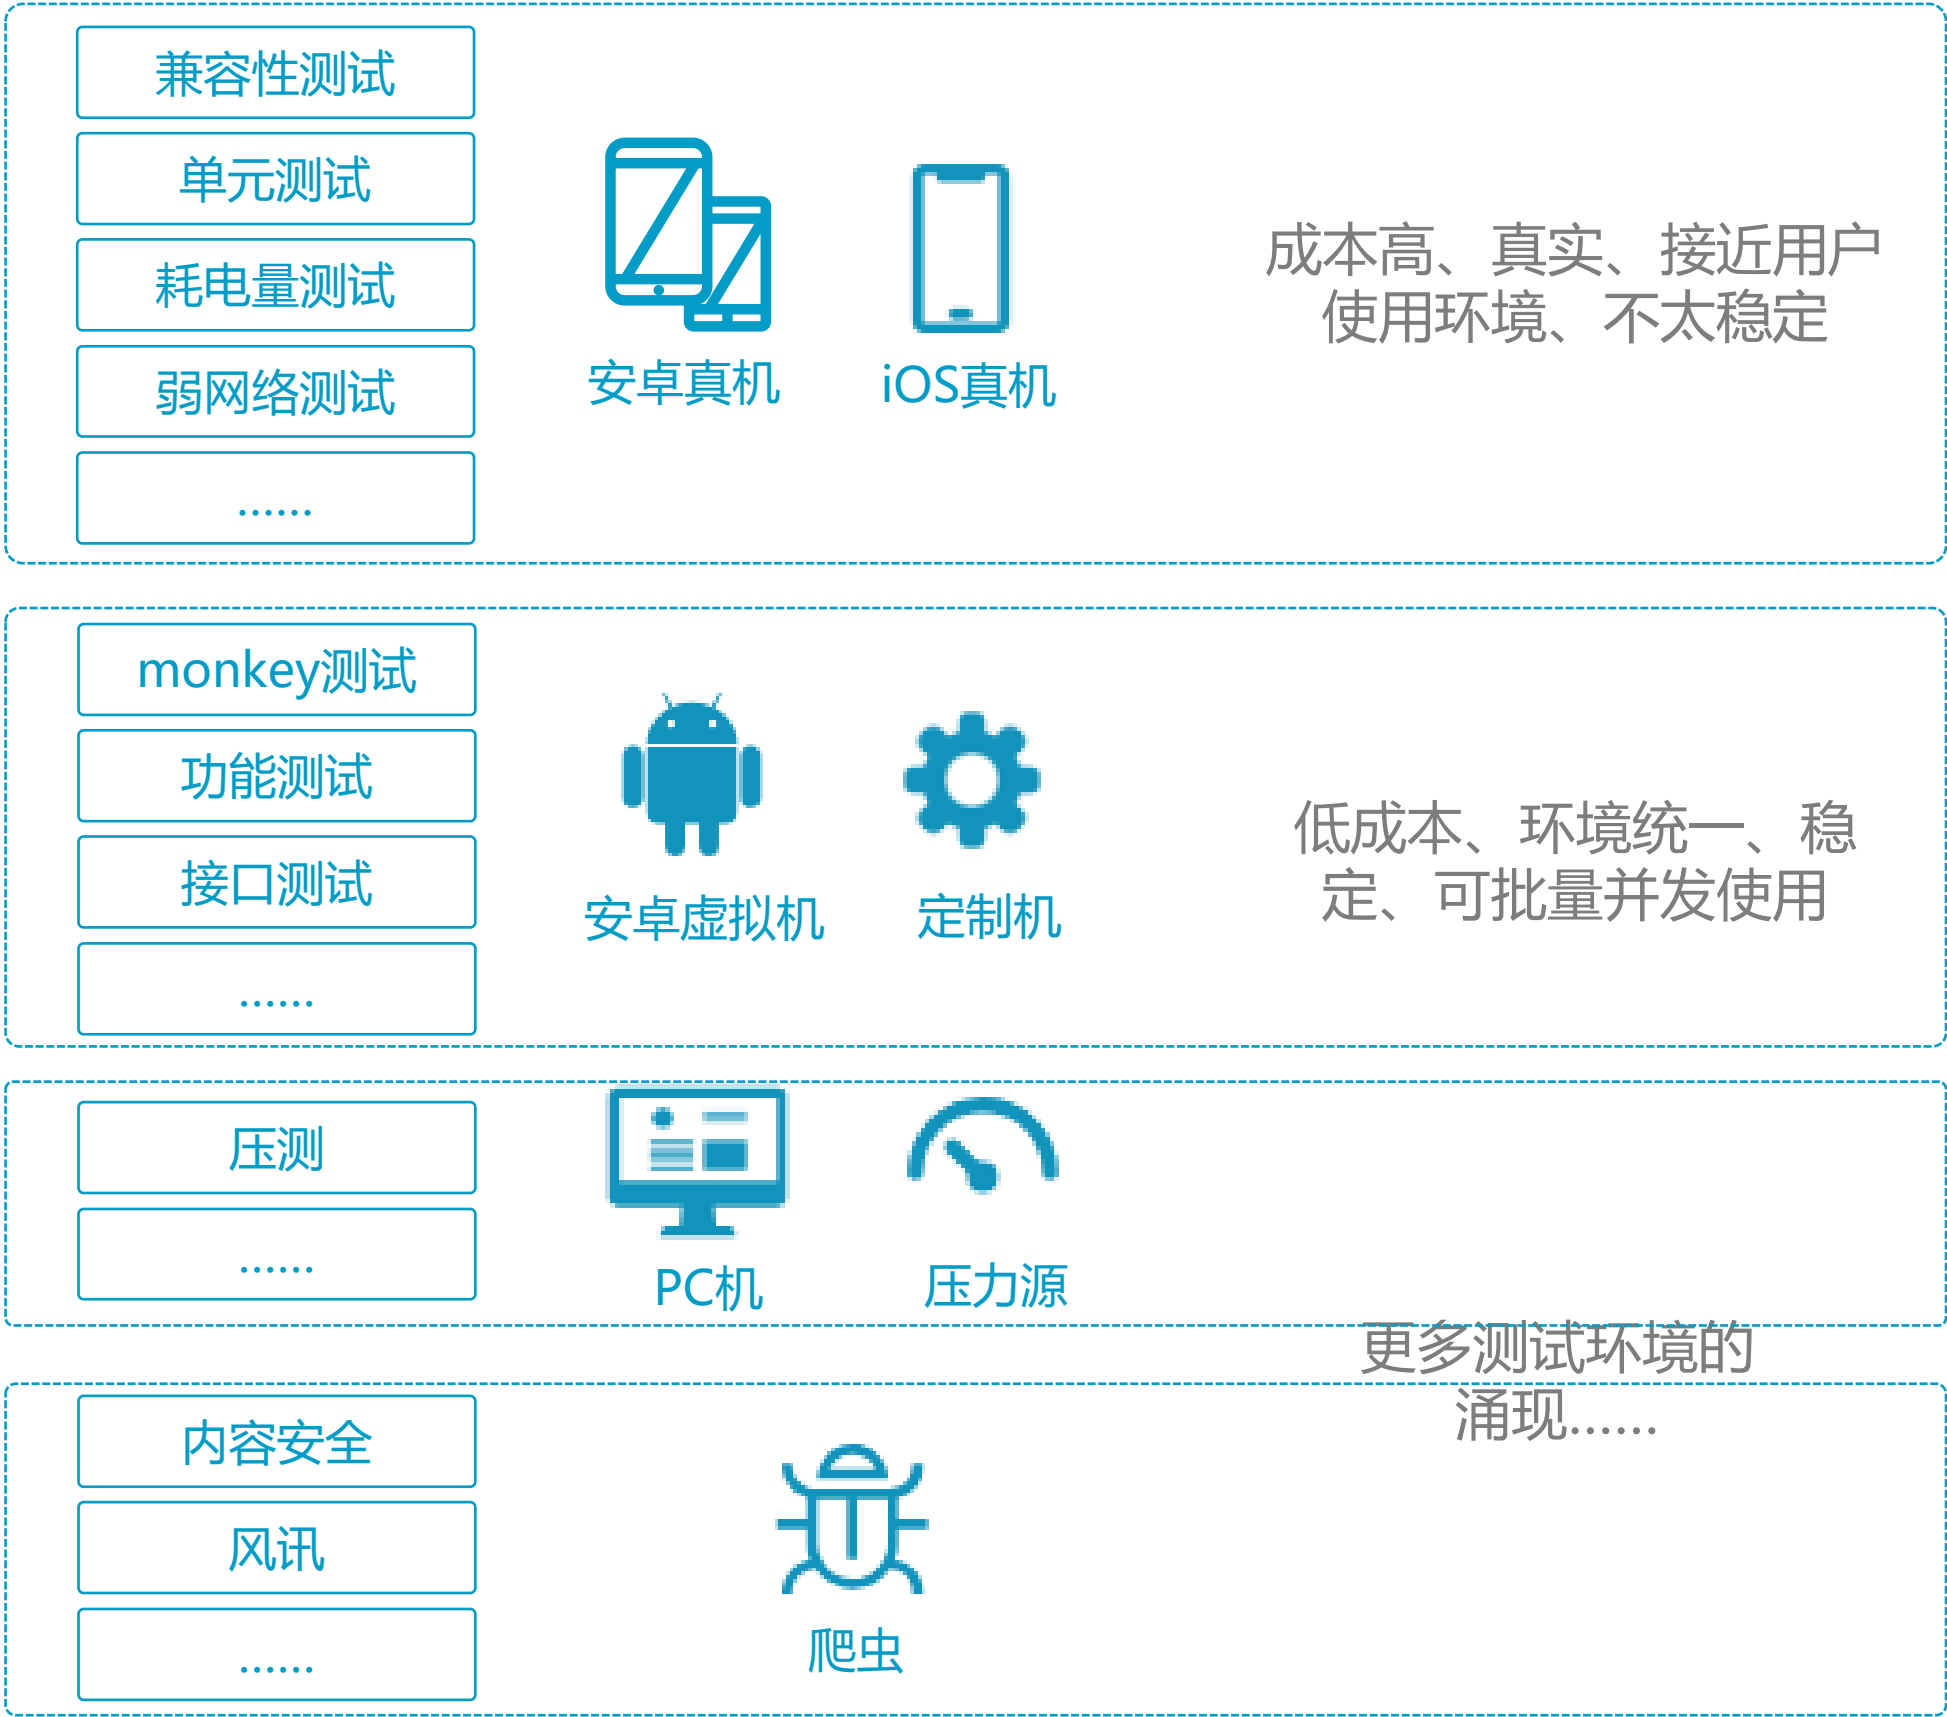 兼容性测试
单元测试
耗电量测试
弱网络测试
……
安卓真机
iOS真机
成本高、真实、接近用户
使用环境、不太稳定
monkey测试
功能测试
接口测试
……
安卓虚拟机
定制机
低成本、环境统一、稳
定、可批量并发使用
压测
……
PC机
压力源
更多测试环境的
涌现……
内容安全
风讯
……
爬虫